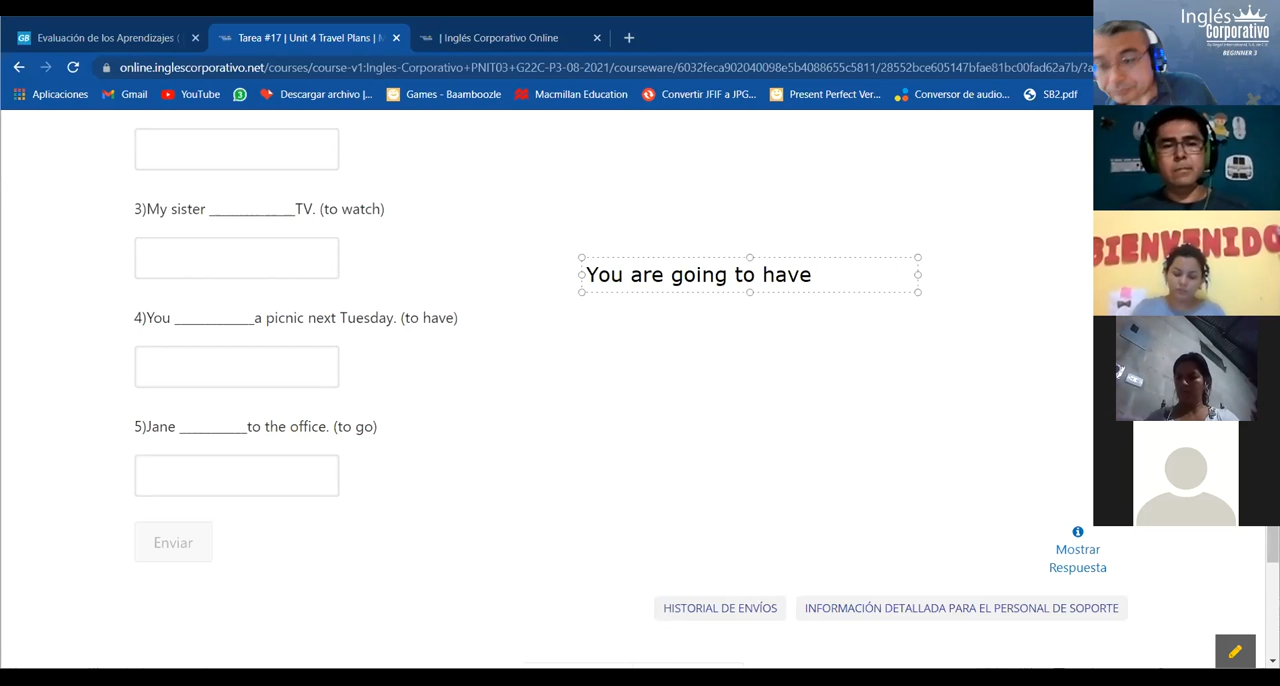 Evaluación de los Aprendizajes (
Tarea #17 | Unit 4 Travel Plans | M
| Inglés Corporativo Online
online.inglescorporativo.net/courses/course-v1:Ingles-Corporativo+PNIT03+G22C-P3-08-2021/courseware/6032feca902040098e5b4088655c5811/28552bce605147bfae81bc00fad62a7b/?a
Aplicaciones
Gmail
YouTube
Descargar archivo |...
Games - Baamboozle
Macmillan Education
Convertir JFIF a JPG...
Present Perfect Ver...
Conversor de audio...
SB2.pdf
Inglés
Corporativo
BEGINNER 3
BIENVENIDO
3)My sister ____________TV. (to watch)
You are going to have
4)You ___________a picnic next Tuesday. (to have)
5)Jane __________to the office. (to go)
Enviar
Mostrar
Respuesta
HISTORIAL DE ENVÍOS
INFORMACIÓN DETALLADA PARA EL PERSONAL DE SOPORTE